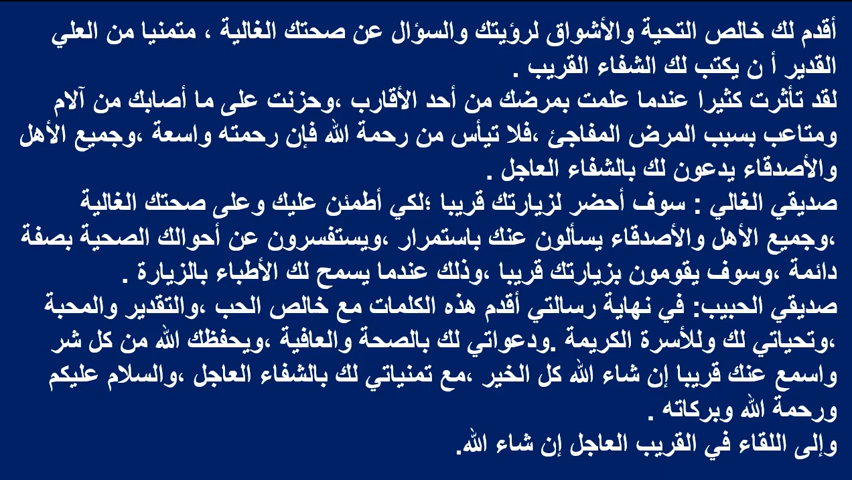 أقدم لك خالص التحية والأشواق لرؤيتك والسؤال عن صحتك الغالية ، متمنيا من العلي
القدير أ ن يكتب لك الشفاء القريب .
لقد تأثرت كثيرا عندما علمت بمرضك من أحد الأقارب ،وحزنت على ما أصابك من آلام
ومتاعب بسبب المرض المفاجئ ،فلا تيأس من رحمة الله فإن رحمته واسعة ،وجميع الأهل
والأصدقاء يدعون لك بالشفاء العاجل .
صديقي الغالي : سوف أحضر لزيارتك قريبا ؛لكي أطمئن عليك وعلى صحتك الغالية
،وجميع الأهل والأصدقاء يسألون عنك باستمرار ،ويستفسرون عن أحوالك الصحية بصفة
دائمة ،وسوف يقومون بزيارتك قريبا ،وذلك عندما يسمح لك الأطباء بالزيارة .
صديقي الحبيب: في نهاية رسالتي أقدم هذه الكلمات مع خالص الحب ،والتقدير والمحبة
،وتحياتي لك وللأسرة الكريمة .ودعواتي لك بالصحة والعافية ،ويحفظك الله من كل شر
واسمع عنك قريبا إن شاء الله كل الخير ،مع تمنياتي لك بالشفاء العاجل ،والسلام عليكم
ورحمة الله وبركاته .
وإلى اللقاء في القريب العاجل إن شاء الله.